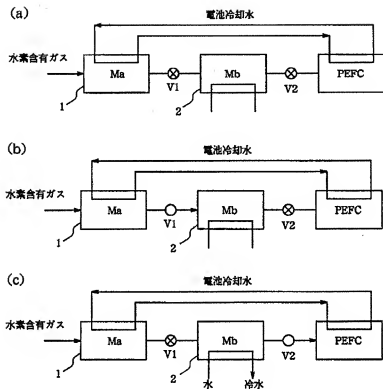 (a)
電池冷却水
水素含有ガス
Ma
Mb
PEFC
1
V1
2
V2
(b)
電池冷却水
水素含有ガス
Ma
Mb
PEFC
1
V1
2
V2
(c)
電池冷却水
水素含有ガス
Ma
Mb
PEFC
1
V1
2
V2
水
冷水